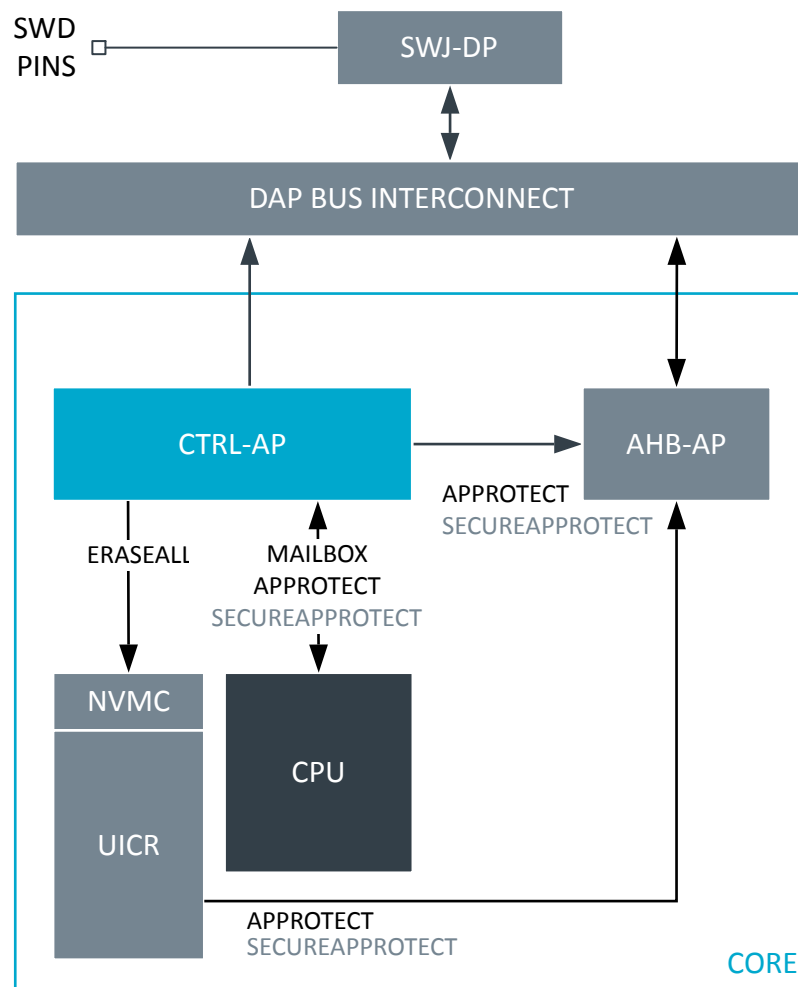 SWD
PINS
SWJ-DP
DAP BUS INTERCONNECT
CTRL-AP
AHB-AP
APPROTECT
SECUREAPPROTECT
ERASEALL
MAILBOX
APPROTECT
SECUREAPPROTECT
NVMC
CPU
UICR
APPROTECT
SECUREAPPROTECT
CORE